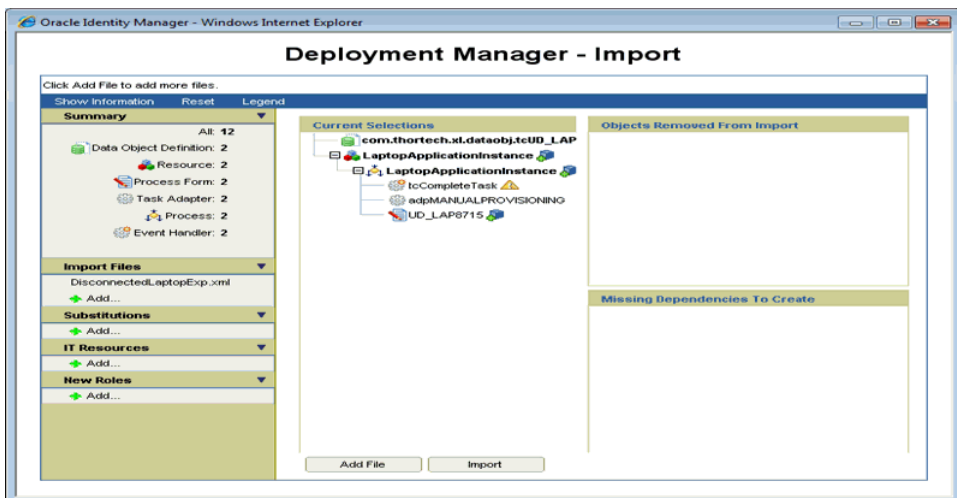 Oracle Identity Manager - Windows Internet Explorer
Deployment Manager - Import
Click Add File to add more files.
Show Information Reset Legend
Summary
All: 12
Data Object Definition: 2
Resource: 2
Process Form: 2
Task Adapter: 2
Process: 2
Event Handler: 2
Import Files
DisconnectedLaptopExp.xml
Add...
Substitutions
Add...
IT Resources
Add...
New Roles
Add...
Current Selections
com.thortech.xl.dataobj.tcUD_LAP
LaptopApplicationInstance
LaptopApplicationInstance
tcCompleteTask
adpMANUALPROVISIONING
UD_LAP8715
Add File Import
Objects Removed From Import
Missing Dependencies To Create